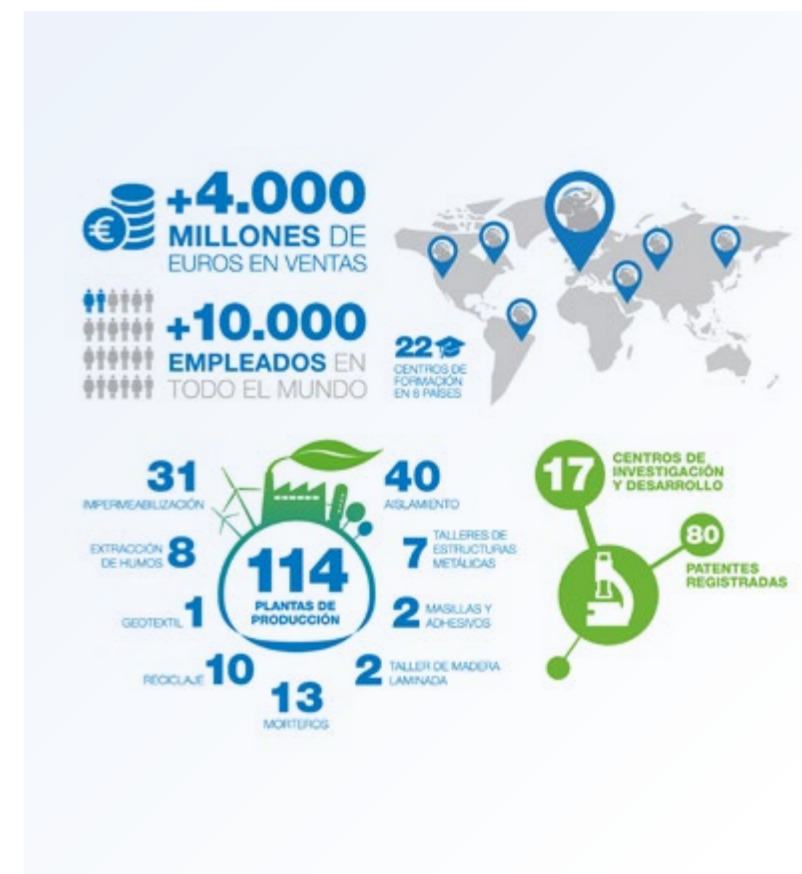 +4.000
MILLONES DE
EUROS EN VENTAS
+10.000
EMPLEADOS EN
TODO EL MUNDO
22
CENTROS DE
FORMACIÓN
EN 6 PAÍSES
31
IMPERMEABILIZACIÓN
40
AISLAMIENTO
EXTRACCIÓN
DE HUMOS 8
7 TALLERES DE
ESTRUCTURAS
METÁLICAS
114
PLANTAS DE
PRODUCCIÓN
GEOTEXTIL 1
2 MASILLAS Y
ADHESIVOS
RECICLAJE 10
2 TALLER DE MADERA
LAMINADA
13
MORTEROS
17
CENTROS DE
INVESTIGACIÓN
Y DESARROLLO
80
PATENTES
REGISTRADAS